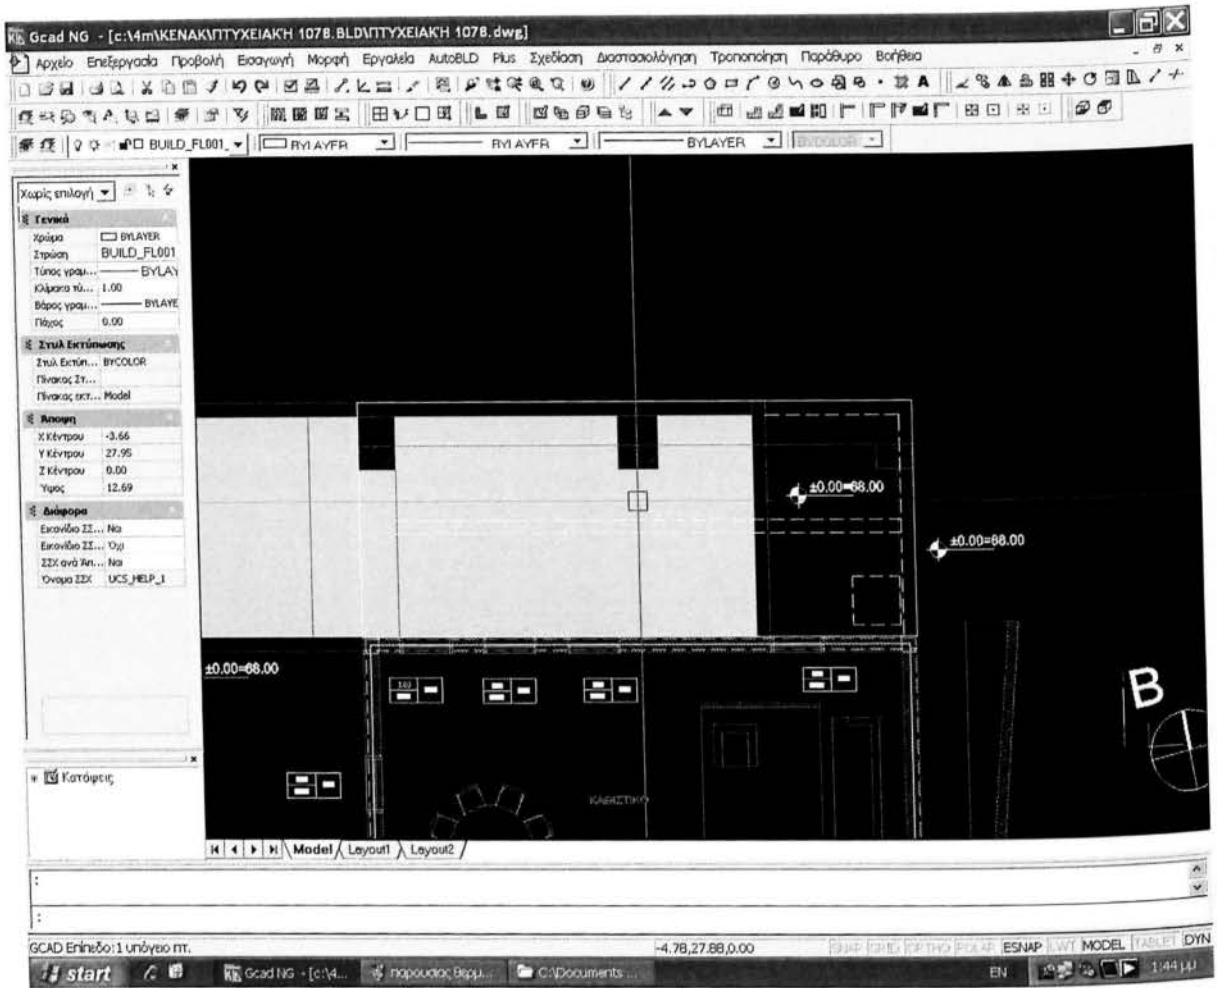 Gcad NG - [c:\4m\KENAK\ΠΤΥΧΕΙΑΚΉ 1078.BLD\ΠΤΥΧΕΙΑΚΉ 1078.dwg]
Αρχείο Επεξεργασία Προβολή Εισαγωγή Μορφή Εργαλεία AutoBLD Plus Σχεδίαση Διαστασιολόγηση Τροποποίηση Παράθυρο Βοήθεια
BUILD_FL001_ BYLAYER BYLAYER BYLAYER BYCOLOR
Χωρίς επιλογή
Γενικά
Χρώμα BYLAYER
Στρώση BUILD_FL001
Τύπος γραμ... BYLAY
Κλίμακα τύ... 1.00
Βάρος γραμ... BYLAYE
Πάχος 0.00
Στυλ Εκτύπωσης
Στυλ Εκτύπ... BYCOLOR
Πίνακας Στ...
Πίνακας εκτ... Model
Άποψη
Χ Κέντρου -3.66
Υ Κέντρου 27.95
Ζ Κέντρου 0.00
Ύψος 12.69
Διάφορα
Εικονίδιο ΣΣ... Ναι
Εικονίδιο ΣΣ... Όχι
ΣΣΧ ανά Άπ... Ναι
Όνομα ΣΣΧ UCS_HELP_1
±0.00=68.00
±0.00=68.00
±0.00=68.00
B
Κατόψεις
ΚΑΘΙΣΤΙΚΟ
Model Layout1 Layout2
:
:
GCAD Επίπεδο:1 υπόγειο πτ. -4.78,27.88,0.00 SNAP GRID ORTHO POLAR ESNAP LWT MODEL TABLET DYN
start Gcad NG - [c:\4... παρουσίας θερμ... C:\Documents ... EN 1:44 μμ